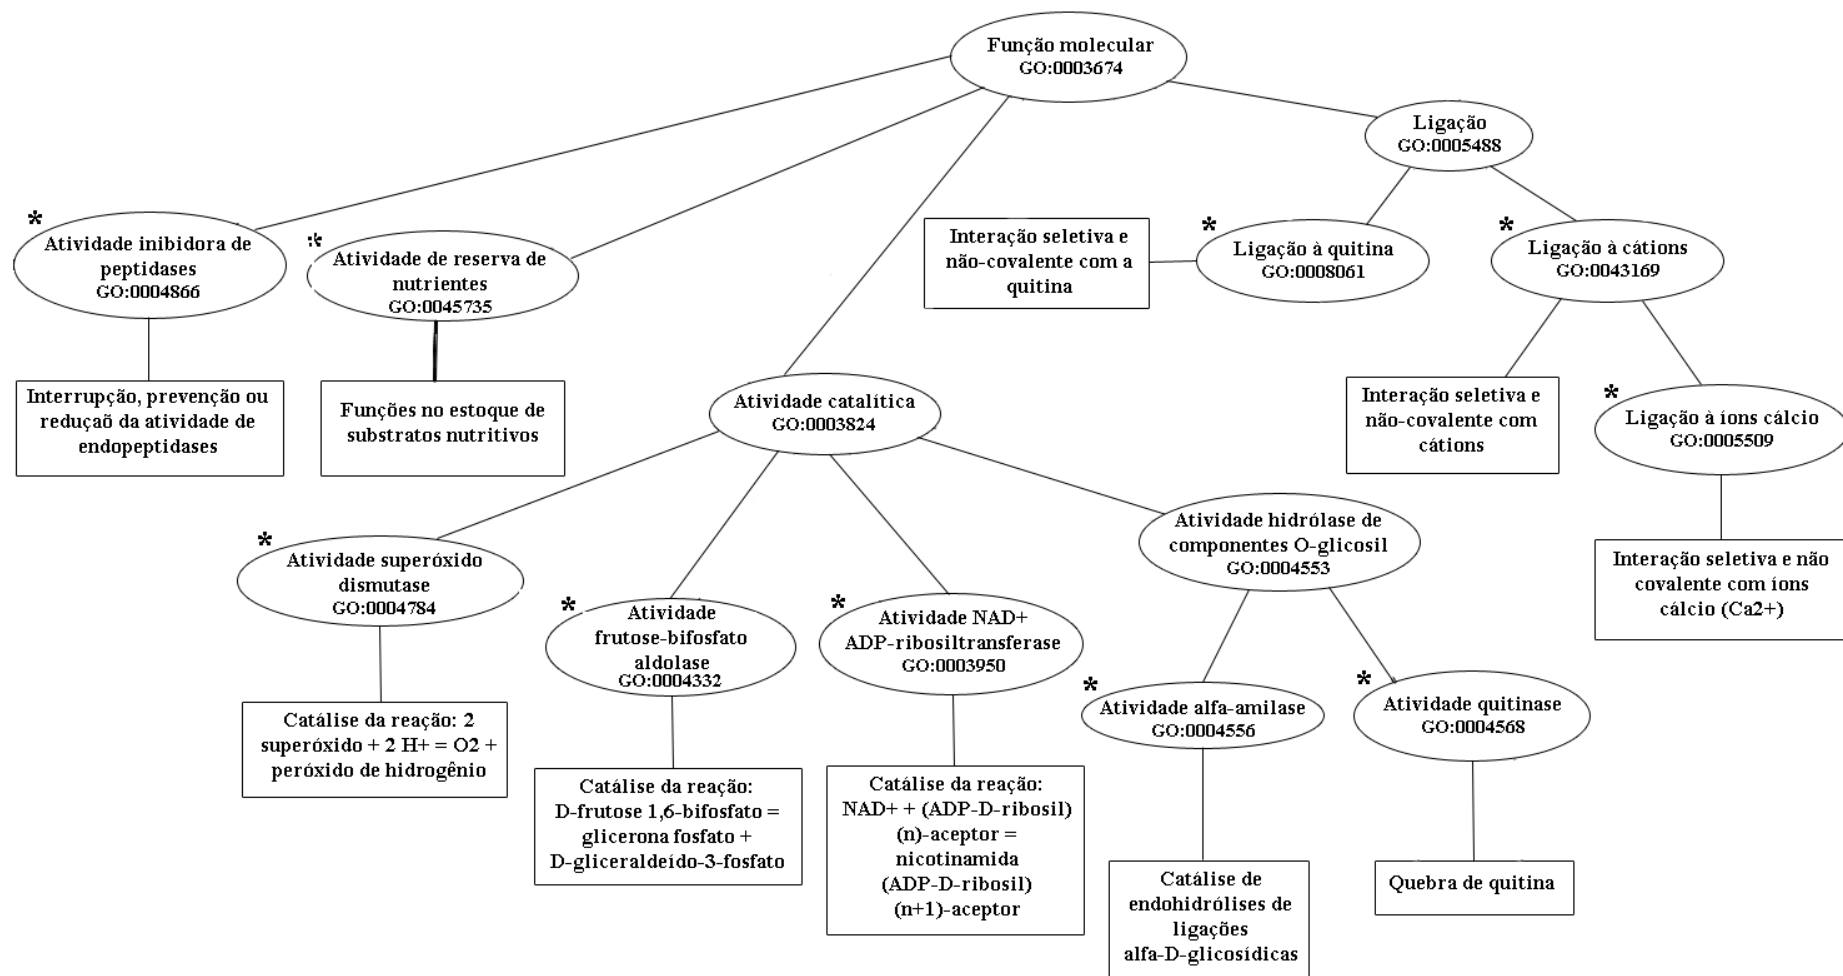 Função molecular
GO:0003674
Ligação
GO:0005488
*
Atividade inibidora de
peptidases
GO:0004866
*
Atividade de reserva de
nutrientes
GO:0045735
Interação seletiva e
não-covalente com a
quitina
*
Ligação à quitina
GO:0008061
*
Ligação à cátions
GO:0043169
Interrupção, prevenção ou
reduçaõ da atividade de
endopeptidases
Funções no estoque de
substratos nutritivos
Atividade catalítica
GO:0003824
Interação seletiva e
não-covalente com
cátions
*
Ligação à íons cálcio
GO:0005509
*
Atividade superóxido
dismutase
GO:0004784
*
Atividade
frutose-bifosfato
aldolase
GO:0004332
*
Atividade NAD+
ADP-ribosiltransferase
GO:0003950
Atividade hidrólase de
componentes O-glicosil
GO:0004553
Interação seletiva e não
covalente com íons
cálcio (Ca2+)
*
Atividade alfa-amilase
GO:0004556
*
Atividade quitinase
GO:0004568
Catálise da reação: 2
superóxido + 2 H+ = O2 +
peróxido de hidrogênio
Catálise da reação:
D-frutose 1,6-bifosfato =
glicerona fosfato +
D-gliceraldeído-3-fosfato
Catálise da reação:
NAD+ + (ADP-D-ribosil)
(n)-aceptor =
nicotinamida
(ADP-D-ribosil)
(n+1)-aceptor
Catálise de
endohidrólises de
ligações
alfa-D-glicosídicas
Quebra de quitina